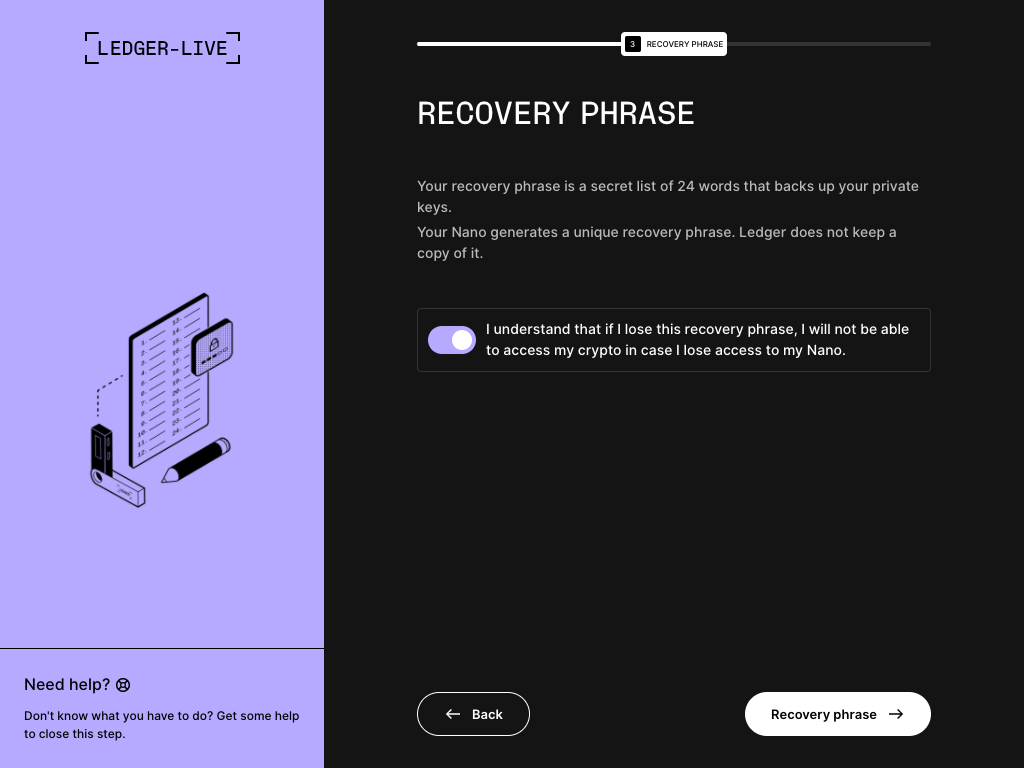 LEDGER-LIVE
3 RECOVERY PHRASE
RECOVERY PHRASE
Your recovery phrase is a secret list of 24 words that backs up your private
keys.
Your Nano generates a unique recovery phrase. Ledger does not keep a
copy of it.
I understand that if I lose this recovery phrase, I will not be able
to access my crypto in case I lose access to my Nano.
Need help?
Don't know what you have to do? Get some help
to close this step.
Back
Recovery phrase